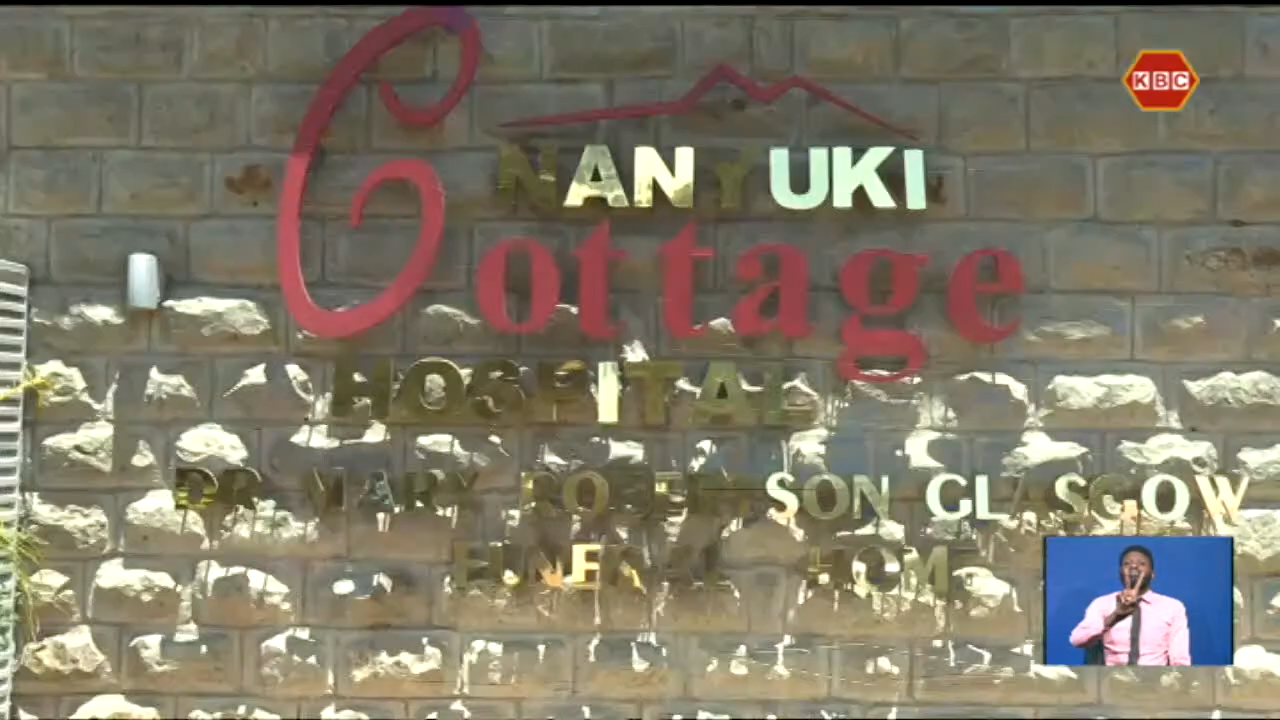 KBC
NANYUKI
Cottage
HOSPITAL
DR MARY ROBERTSON GLASGOW
FUNERAL HOME